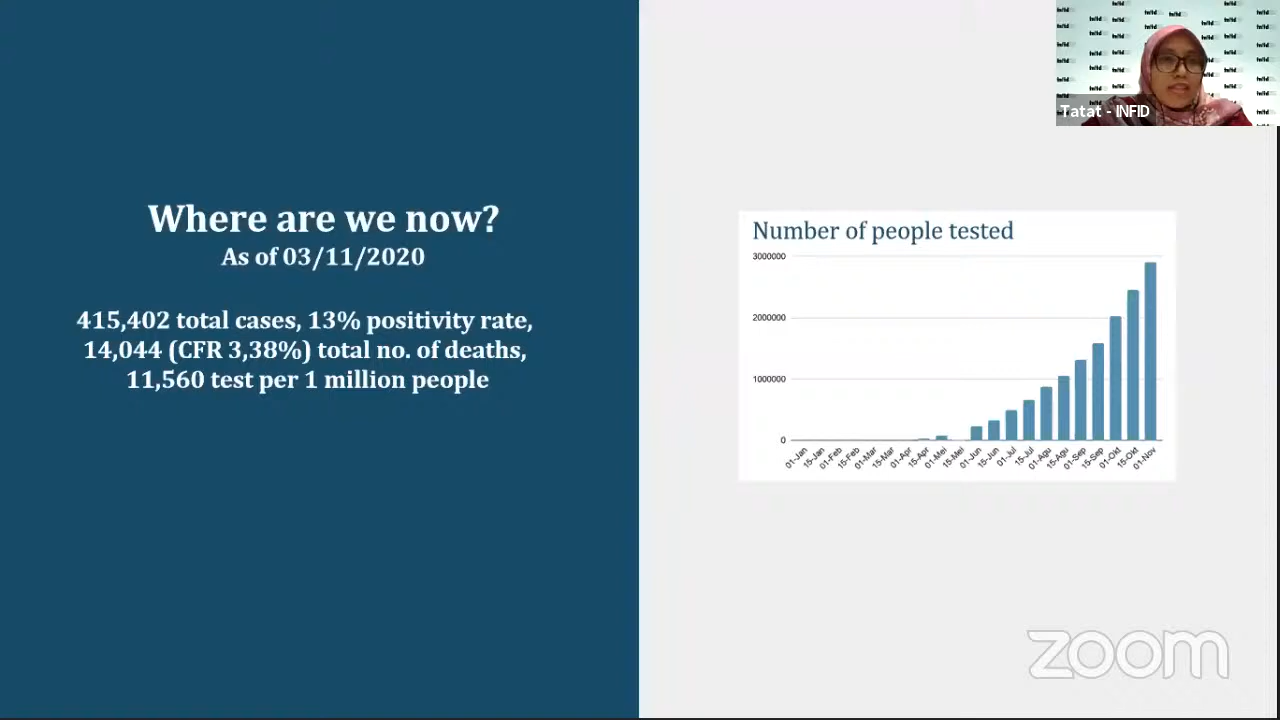 Where are we now?
As of 03/11/2020
415,402 total cases, 13% positivity rate,
14,044 (CFR 3,38%) total no. of deaths,
11,560 test per 1 million people
Number of people tested
3000000
2000000
1000000
0
01-Jan
15-Jan
01-Feb
15-Feb
01-Mar
15-Mar
01-Apr
15-Apr
01-Mei
15-Mei
01-Jun
15-Jun
01-Jul
15-Jul
01-Agu
15-Agu
01-Sep
15-Sep
01-Okt
15-Okt
01-Nov
Tatat - INFID
zoom